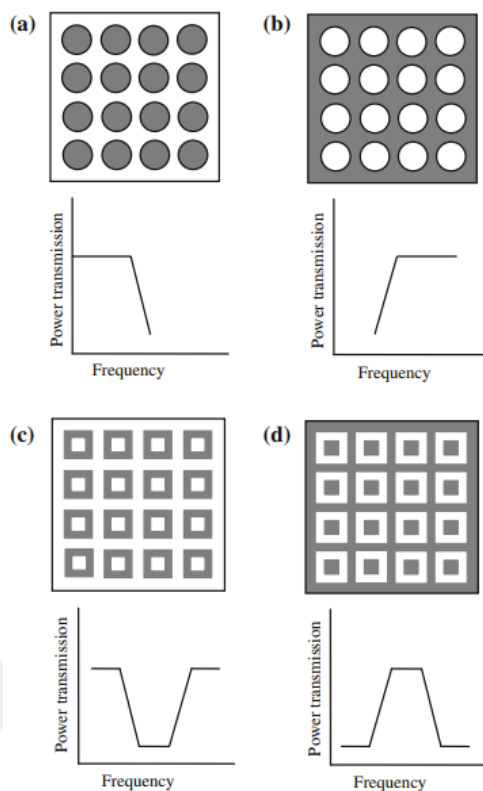 (a)
(b)
Power transmission
Frequency
Power transmission
Frequency
(c)
(d)
Power transmission
Frequency
Power transmission
Frequency